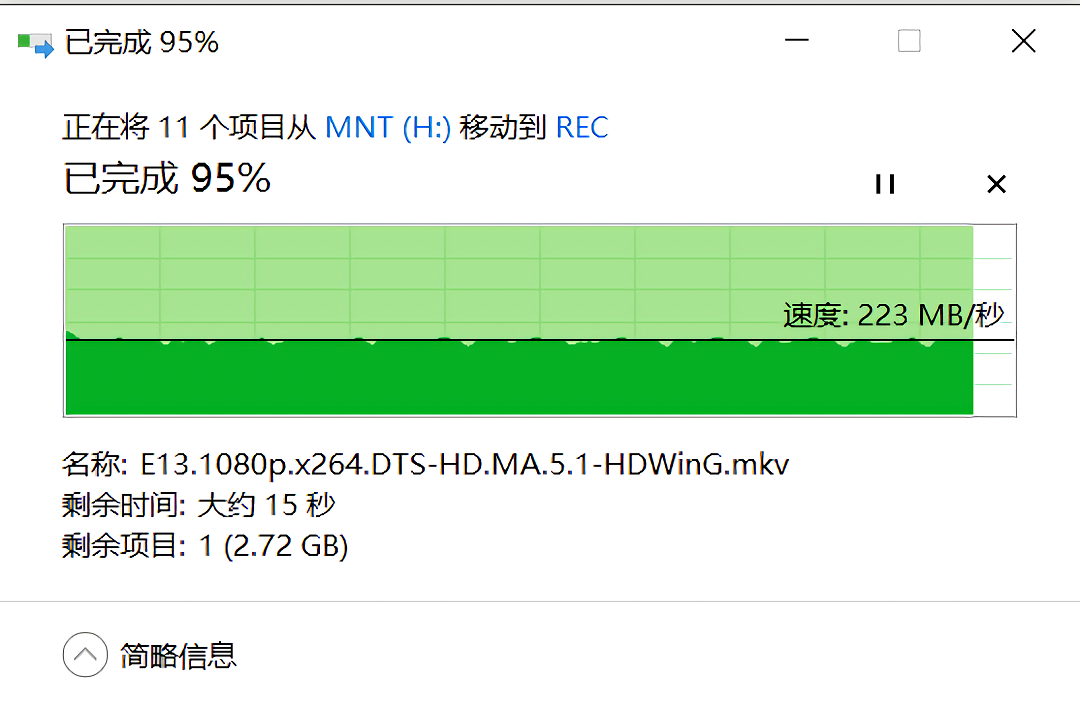 已完成 95%
正在将 11 个项目从 MNT (H:) 移动到 REC
已完成 95%
速度: 223 MB/秒
名称: E13.1080p.x264.DTS-HD.MA.5.1-HDWinG.mkv
剩余时间: 大约 15 秒
剩余项目: 1 (2.72 GB)
简略信息